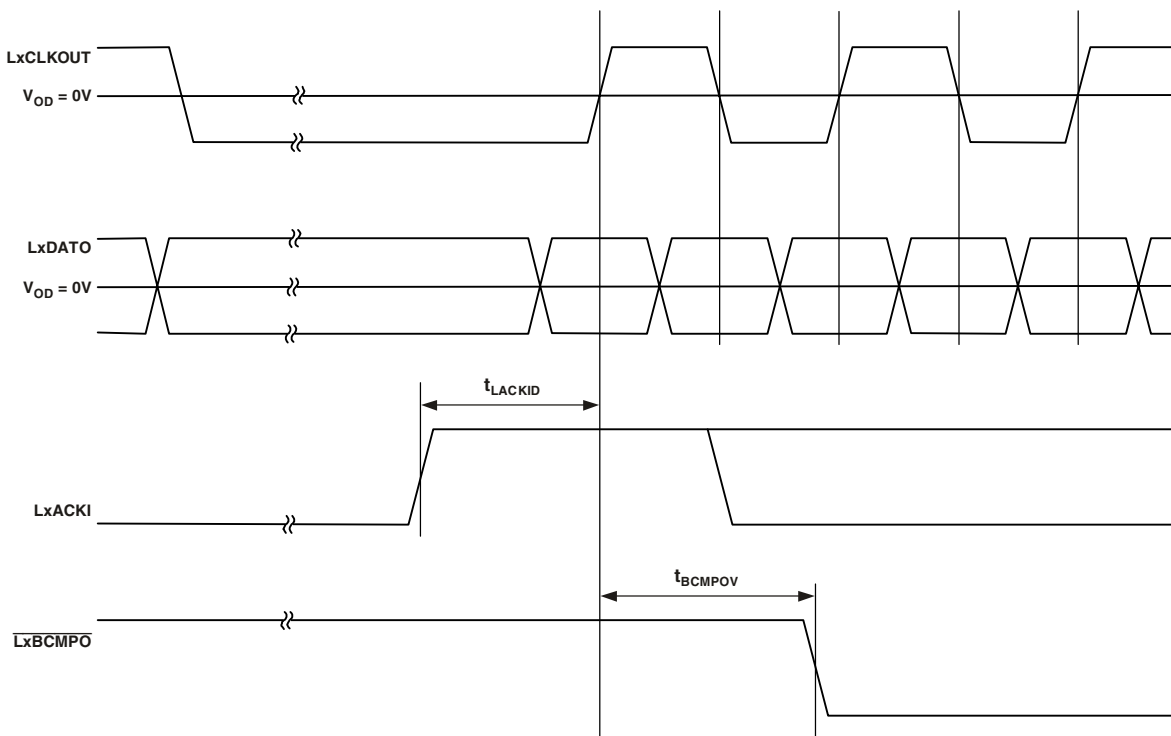 LxCLKOUT
VOD = 0V
LxDATO
VOD = 0V
tLACKID
LxACKI
tBCMPOV
LxBCMPO